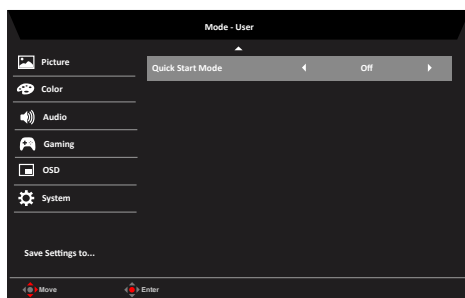 Mode - User
Picture
Quick Start Mode Off
Color
Audio
Gaming
OSD
System
Save Settings to...
Move Enter